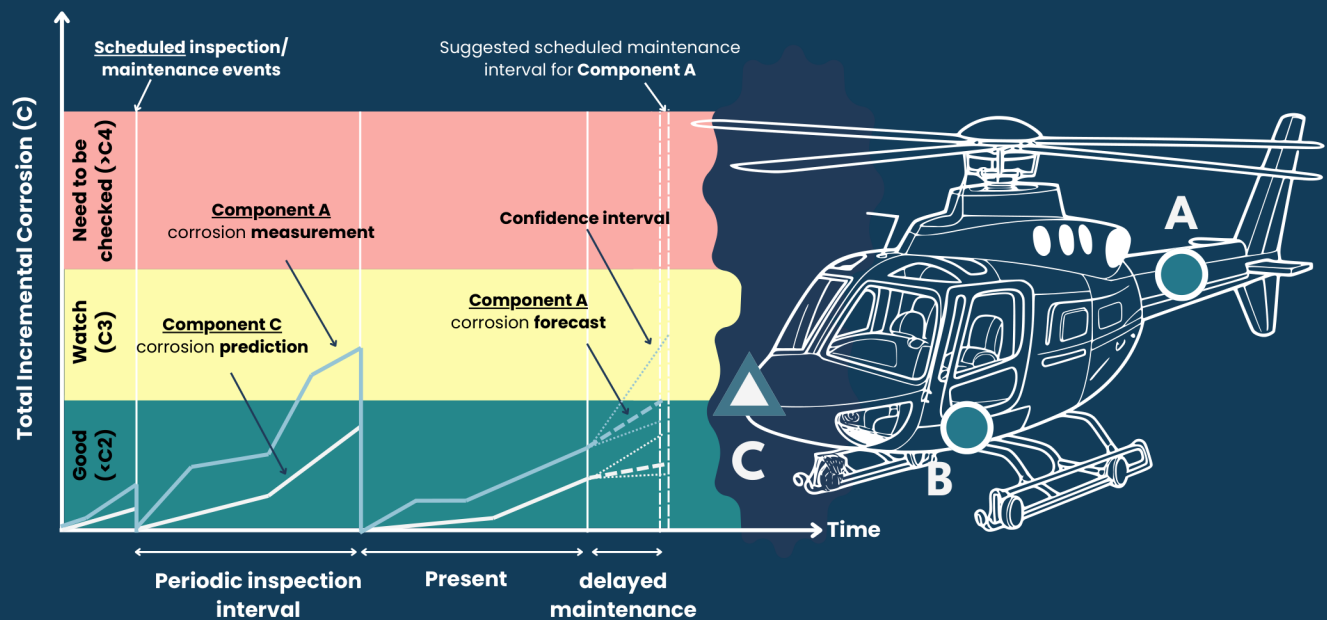 Total Incremental Corrosion (C)
Scheduled inspection/
maintenance events
Suggested scheduled maintenance
interval for Component A
Need to be
checked (>C4)
Watch
(C3)
Good
(<C2)
Component A
corrosion measurement
Confidence interval
Component C
corrosion prediction
Component A
corrosion forecast
A
B
C
Time
Periodic inspection
interval
Present
delayed
maintenance